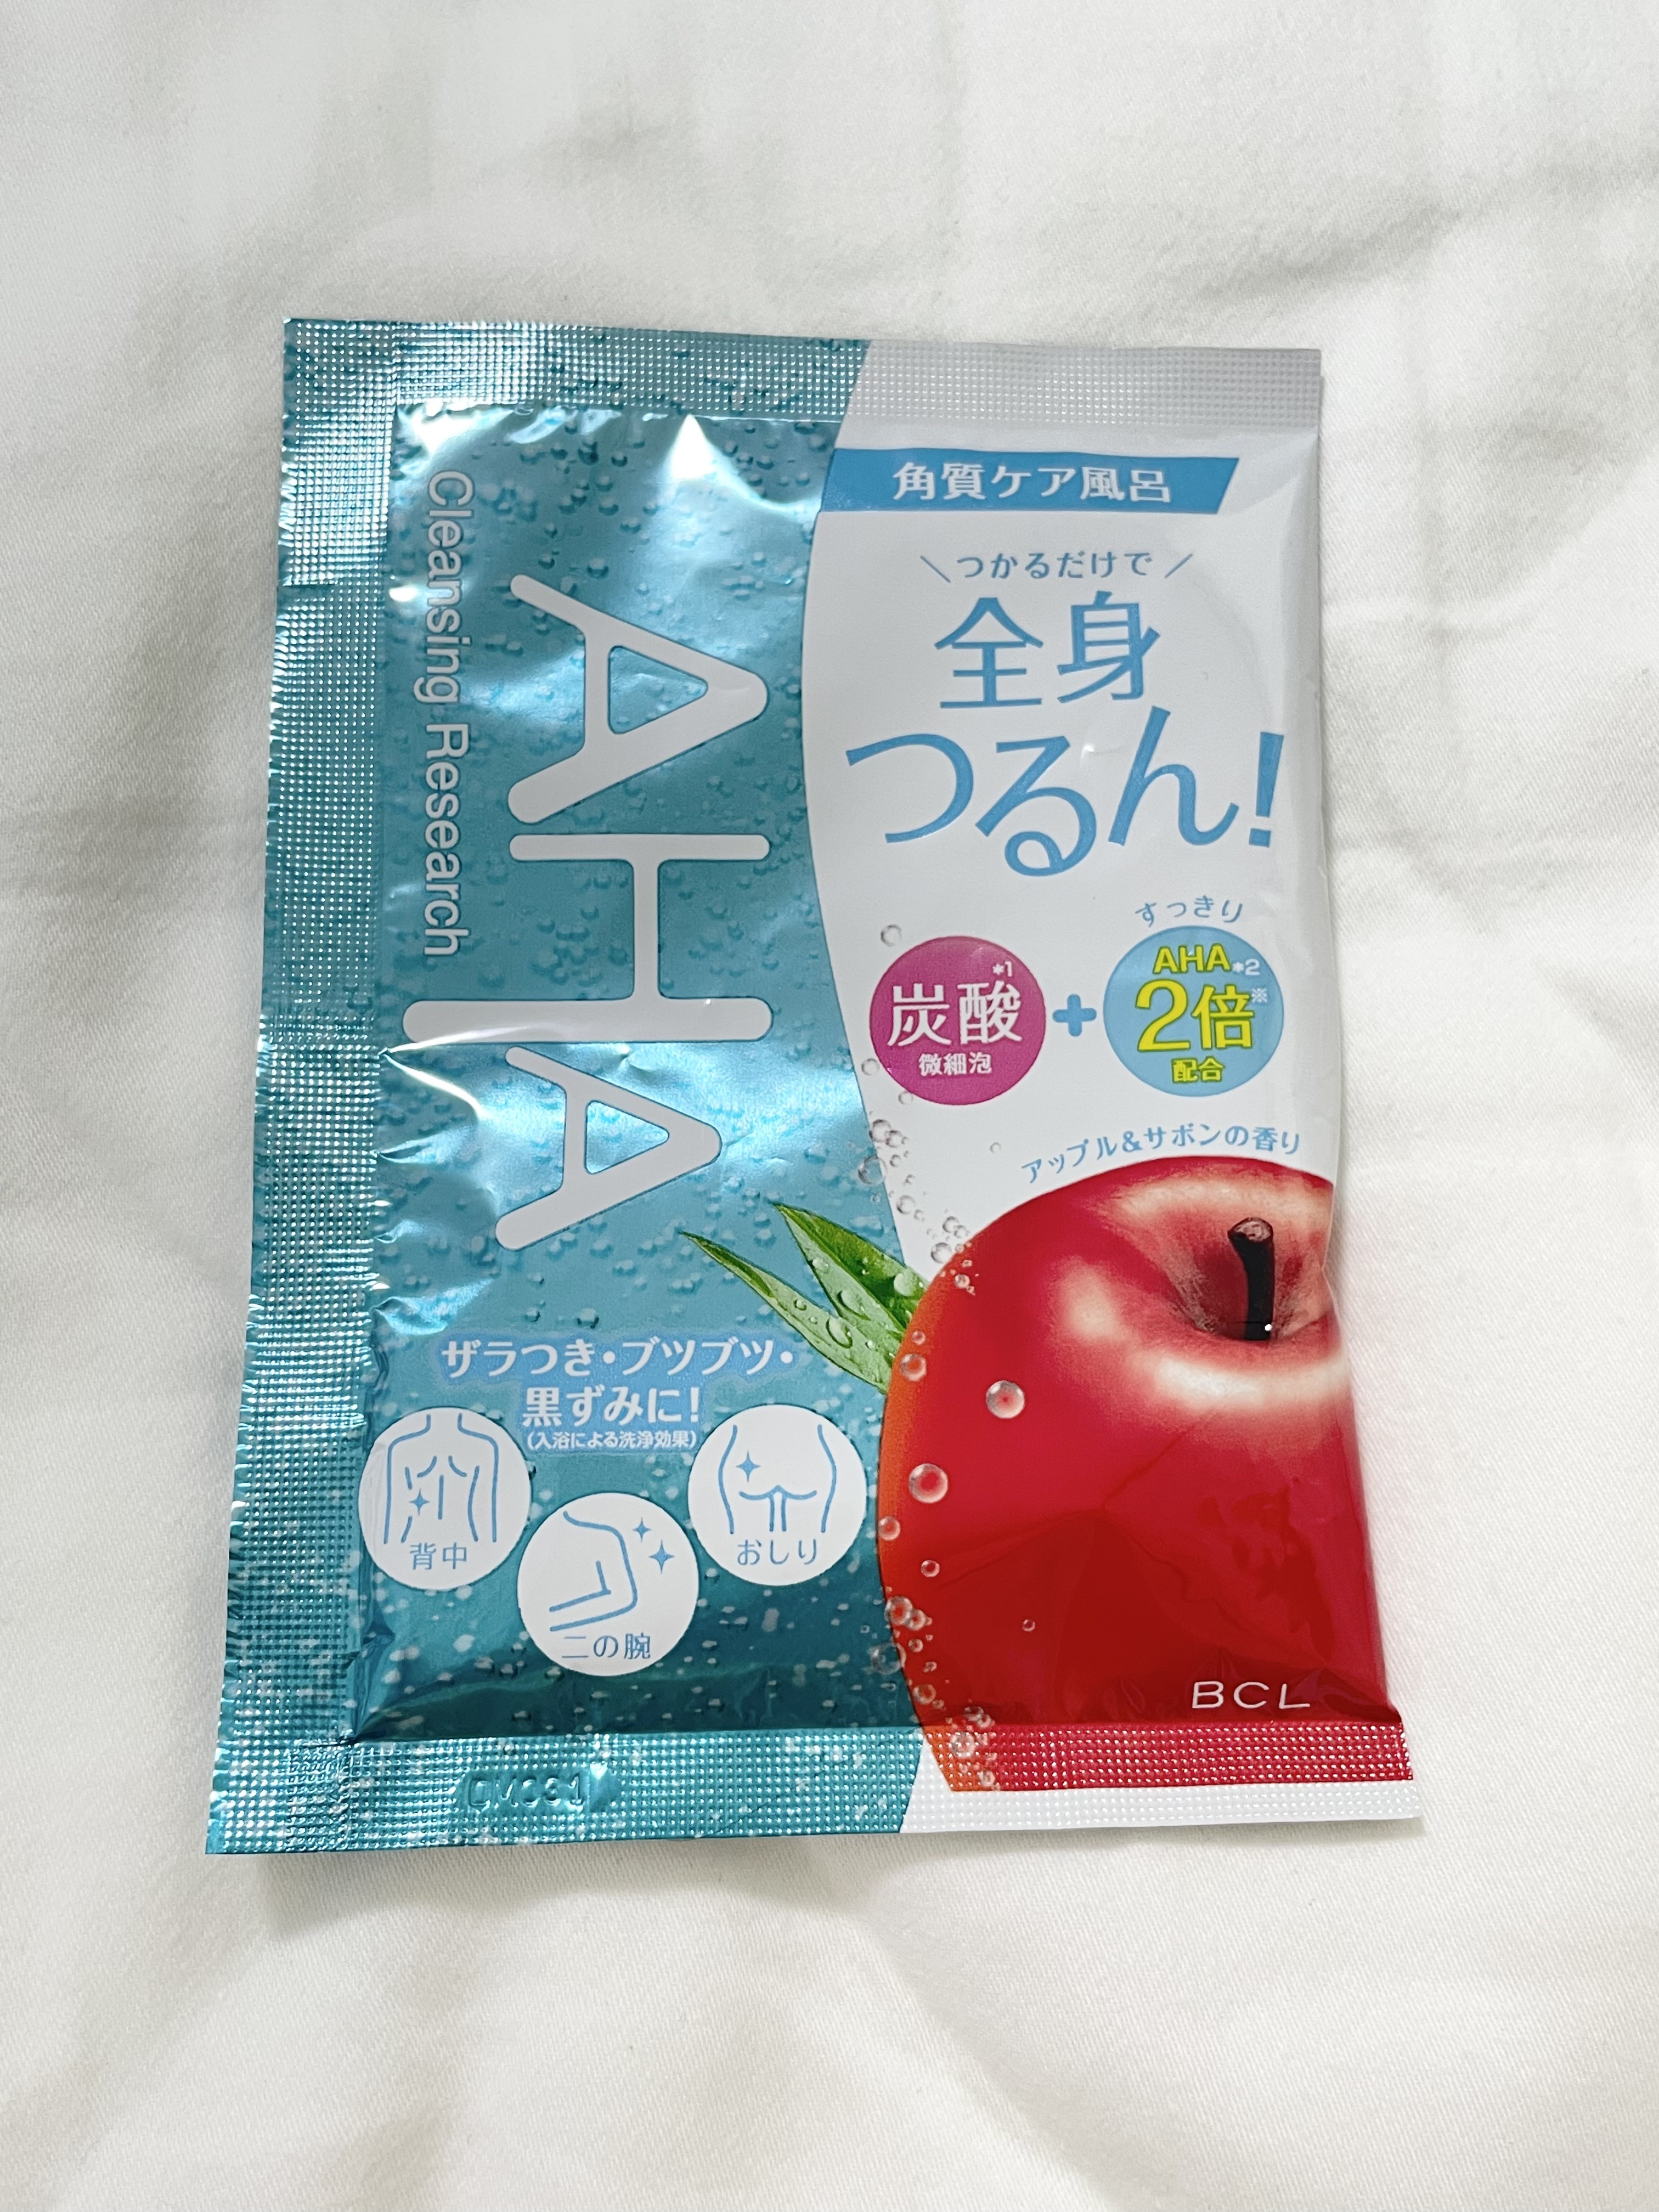 角質ケア風呂
\つかるだけで/
全身
つるん!
炭酸*1
微細泡
+
すっきり
AHA*2
2倍※
配合
アップル&サボンの香り
AHA
Cleansing Research
ザラつき・ブツブツ・
黒ずみに!
(入浴による洗浄効果)
背中
二の腕
おしり
BCL